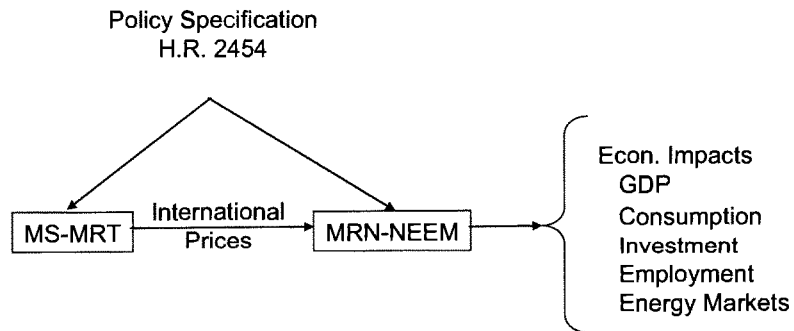 Policy Specification
H.R. 2454
MS-MRT
International
Prices
MRN-NEEM
Econ. Impacts
GDP
Consumption
Investment
Employment
Energy Markets